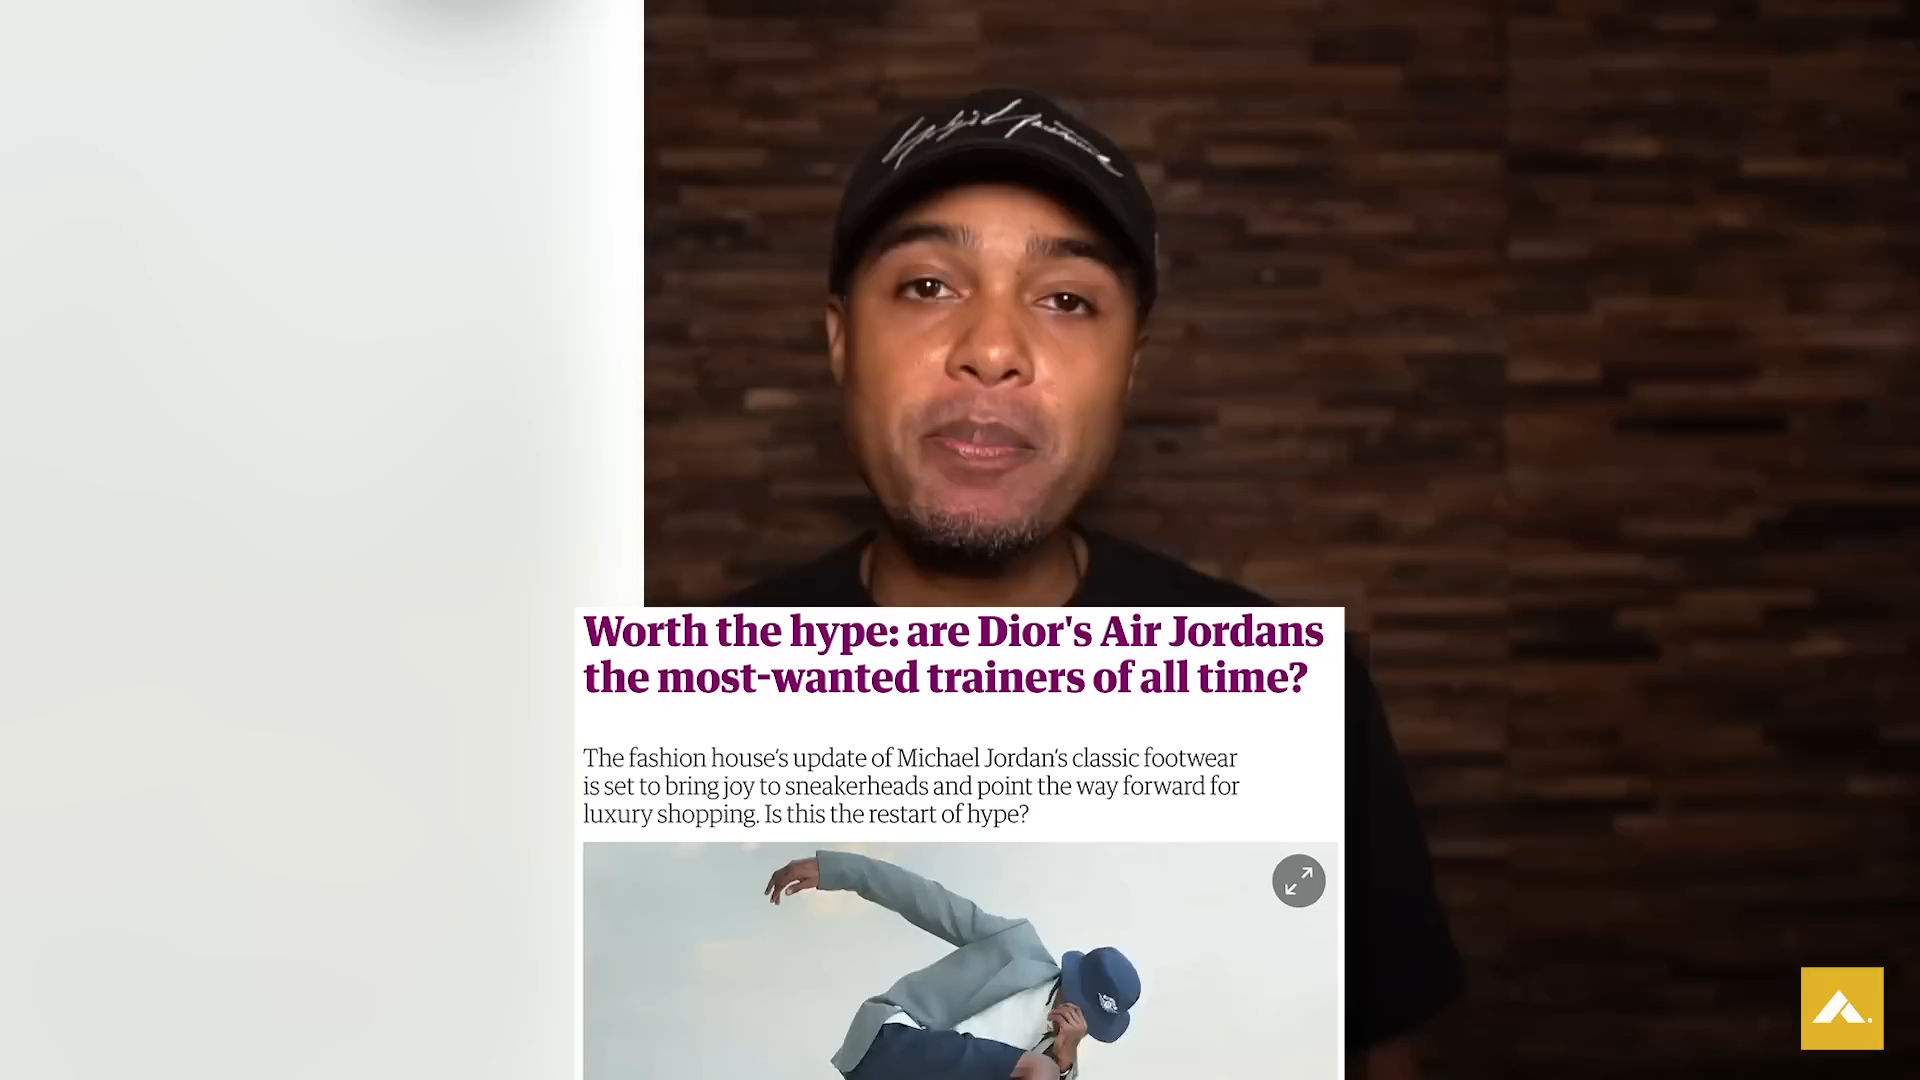 Yohji Yamamoto
Worth the hype: are Dior's Air Jordans
the most-wanted trainers of all time?
The fashion house's update of Michael Jordan's classic footwear
is set to bring joy to sneakerheads and point the way forward for
luxury shopping. Is this the restart of hype?